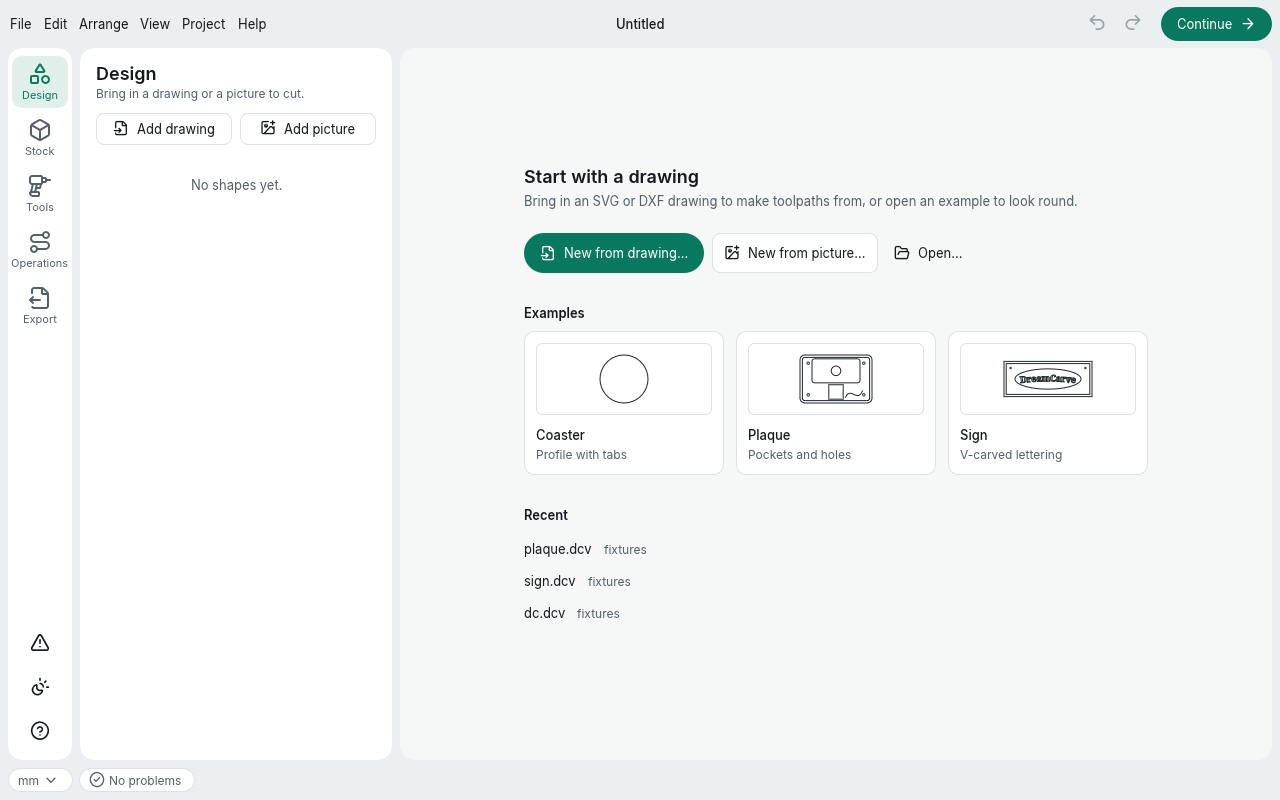 File Edit Arrange View Project Help
Untitled
Continue
Design
Stock
Tools
Operations
Export
Design
Bring in a drawing or a picture to cut.
Add drawing
Add picture
No shapes yet.
Start with a drawing
Bring in an SVG or DXF drawing to make toolpaths from, or open an example to look round.
New from drawing...
New from picture...
Open...
Examples
DreamCarve
Coaster
Profile with tabs
Plaque
Pockets and holes
Sign
V-carved lettering
Recent
plaque.dcv fixtures
sign.dcv fixtures
dc.dcv fixtures
mm
No problems